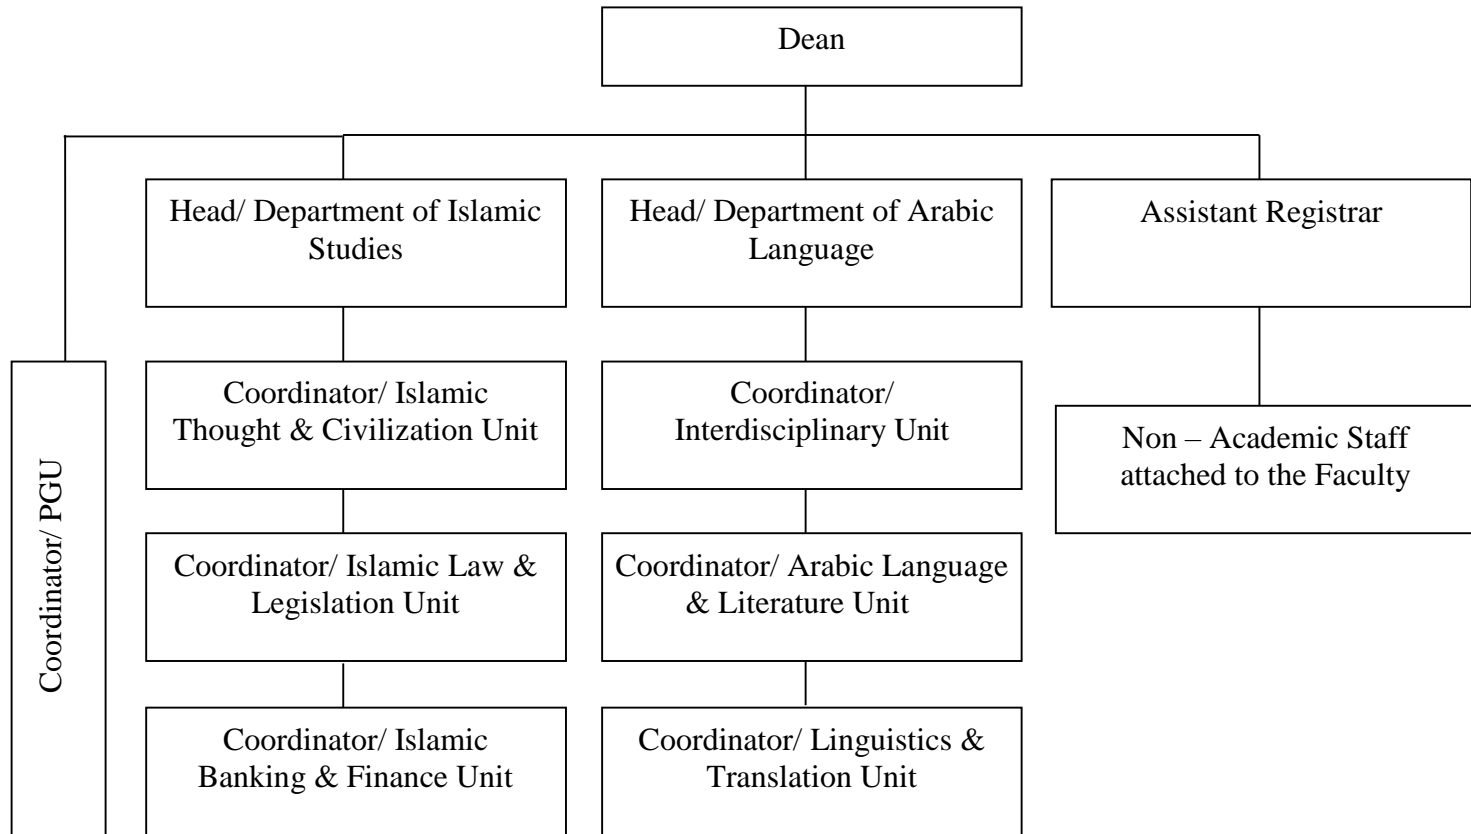 Dean
Head/ Department of Islamic
Studies
Head/ Department of Arabic
Language
Assistant Registrar
Coordinator/ PGU
Coordinator/ Islamic
Thought & Civilization Unit
Coordinator/
Interdisciplinary Unit
Non – Academic Staff
attached to the Faculty
Coordinator/ Islamic Law &
Legislation Unit
Coordinator/ Arabic Language
& Literature Unit
Coordinator/ Islamic
Banking & Finance Unit
Coordinator/ Linguistics &
Translation Unit